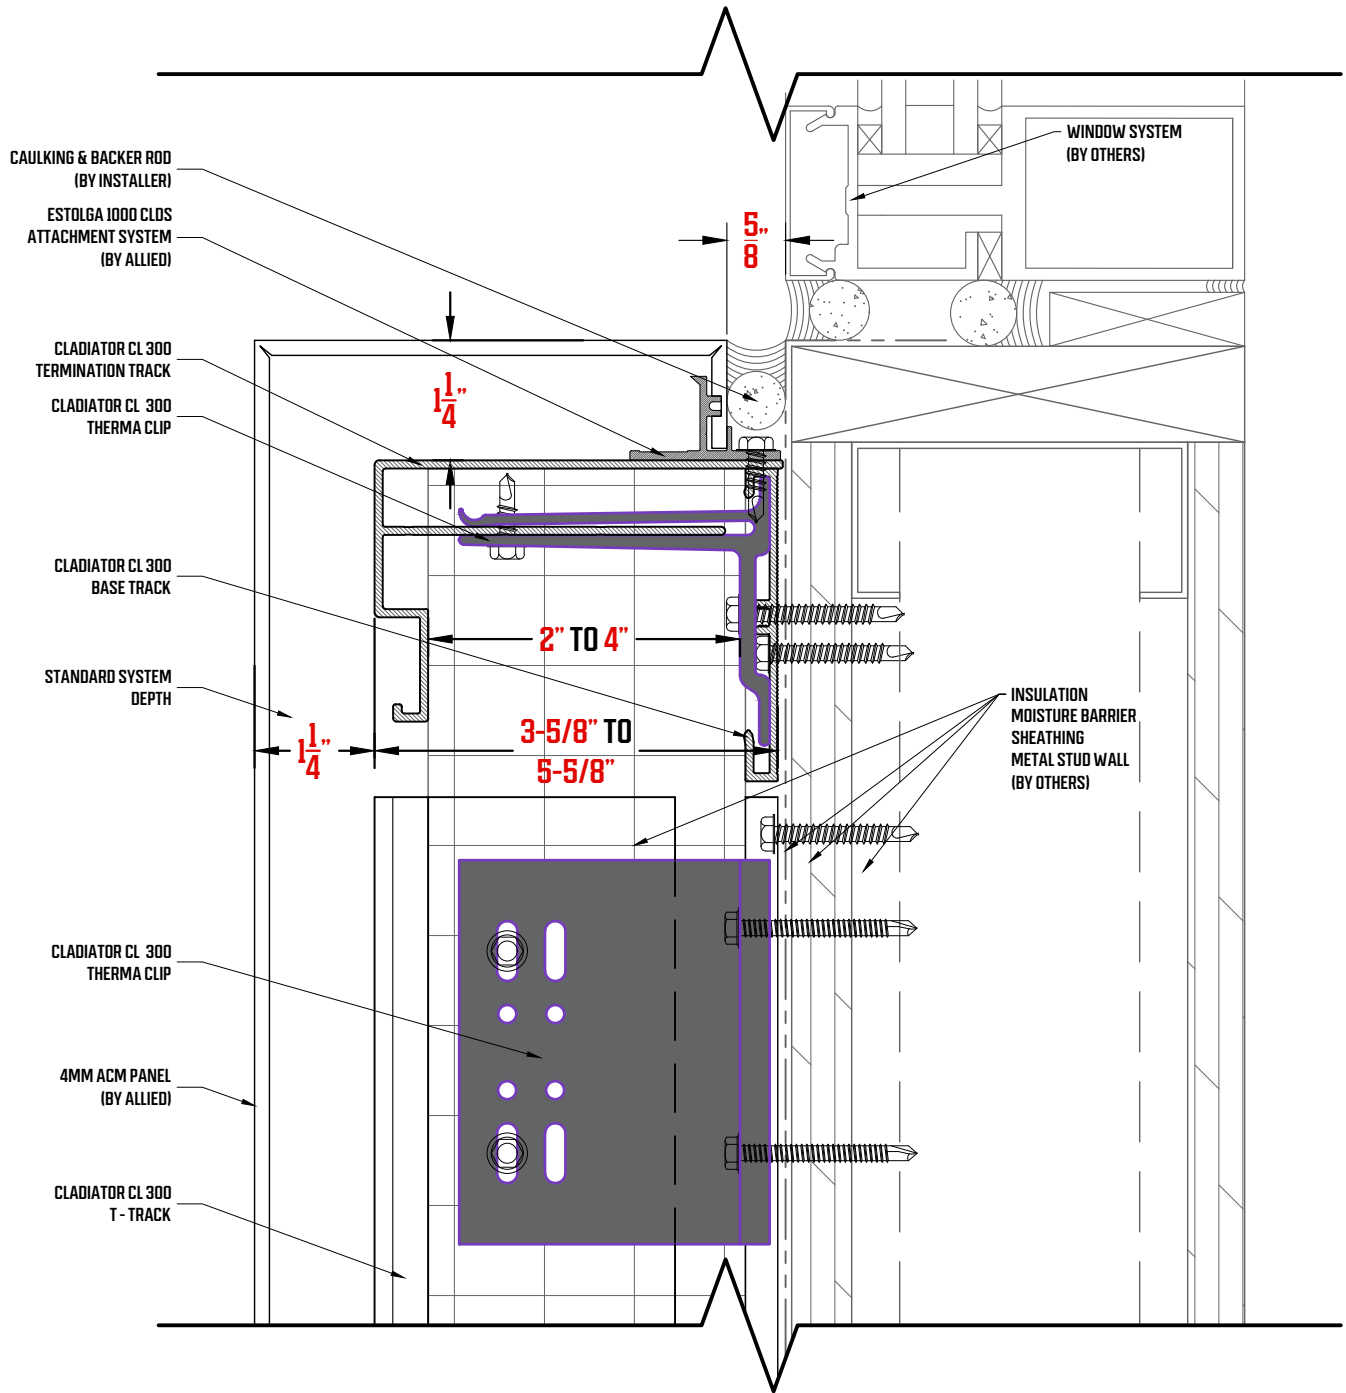 CAULKING & BACKER ROD
(BY INSTALLER)
ESTOLGA 1000 CLDS
ATTACHMENT SYSTEM
(BY ALLIED)
CLADIATOR CL 300
TERMINATION TRACK
CLADIATOR CL 300
THERMA CLIP
CLADIATOR CL 300
BASE TRACK
STANDARD SYSTEM
DEPTH
CLADIATOR CL 300
THERMA CLIP
4MM ACM PANEL
(BY ALLIED)
CLADIATOR CL 300
T - TRACK
WINDOW SYSTEM
(BY OTHERS)
5/8"
1 1/4"
2" TO 4"
3-5/8" TO
5-5/8"
1 1/4"
INSULATION
MOISTURE BARRIER
SHEATHING
METAL STUD WALL
(BY OTHERS)